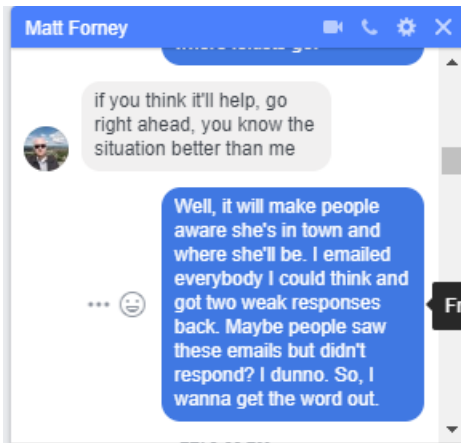 Matt Forney
if you think it'll help, go
right ahead, you know the
situation better than me
Well, it will make people
aware she's in town and
where she'll be. I emailed
everybody I could think and
got two weak responses
back. Maybe people saw
these emails but didn't
respond? I dunno. So, I
wanna get the word out.